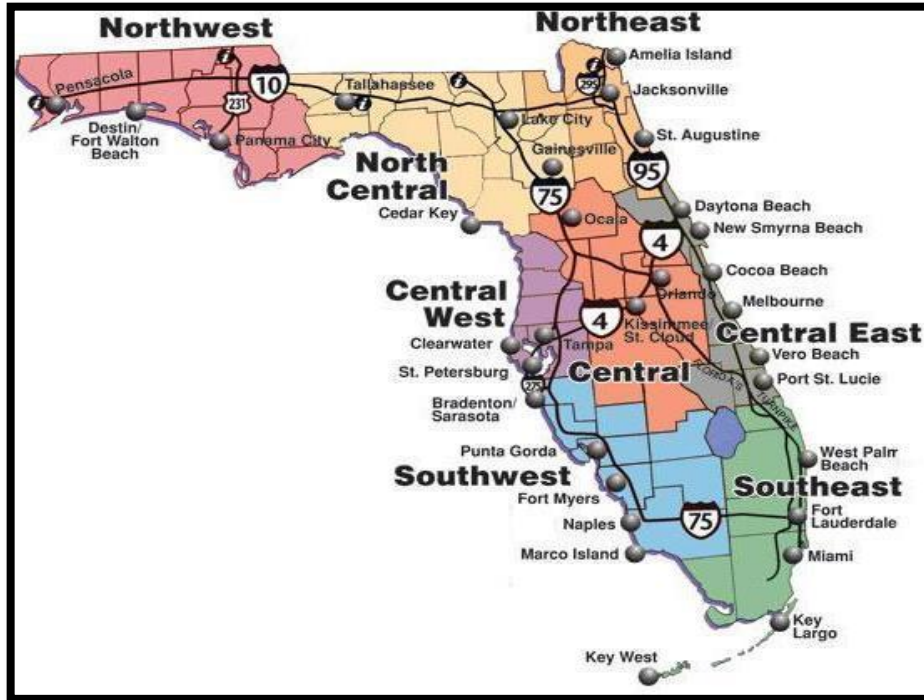 Northwest
Northeast
Amelia Island
Jacksonville
295
10
Pensacola
231
Tallahassee
Lake City
Destin/
Fort Walton
Beach
Panama City
St. Augustine
Gainesville
North
Central
95
75
Cedar Key
Ocala
Daytona Beach
New Smyrna Beach
4
Cocoa Beach
Orlando
Central
West
4
Kissimmee/
St. Cloud
Melbourne
Central East
Clearwater
Tampa
Vero Beach
St. Petersburg
275
Central
FLORIDA'S
TURNPIKE
Port St. Lucie
Bradenton/
Sarasota
Punta Gorda
West Palm
Beach
Southwest
Southeast
Fort Myers
75
Fort
Lauderdale
Naples
Marco Island
Miami
Key
Largo
Key West